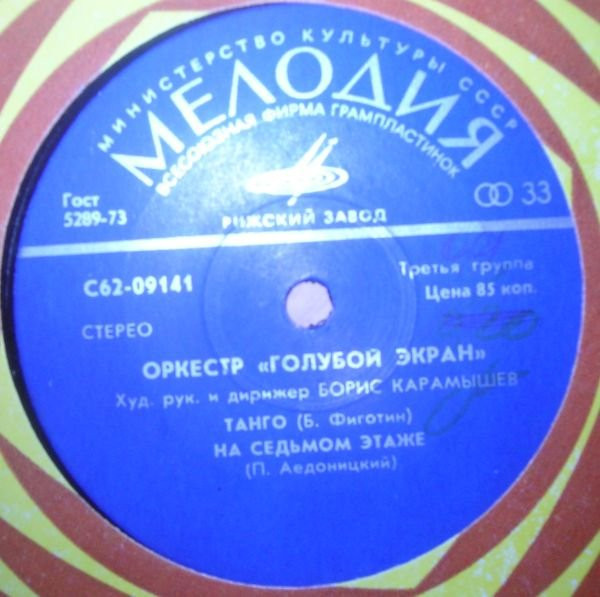 МИНИСТЕРСТВО КУЛЬТУРЫ СССР
МЕЛОДИЯ
ВСЕСОЮЗНАЯ ФИРМА ГРАМПЛАСТИНОК
Гост
5289-73
33
РИЖСКИЙ ЗАВОД
С62-09141
Третья группа
Цена 85 коп.
СТЕРЕО
ОРКЕСТР «ГОЛУБОЙ ЭКРАН»
Худ. рук. и дирижер БОРИС КАРАМЫШЕВ
ТАНГО (Б. Фиготин)
НА СЕДЬМОМ ЭТАЖЕ
(П. Аедоницкий)